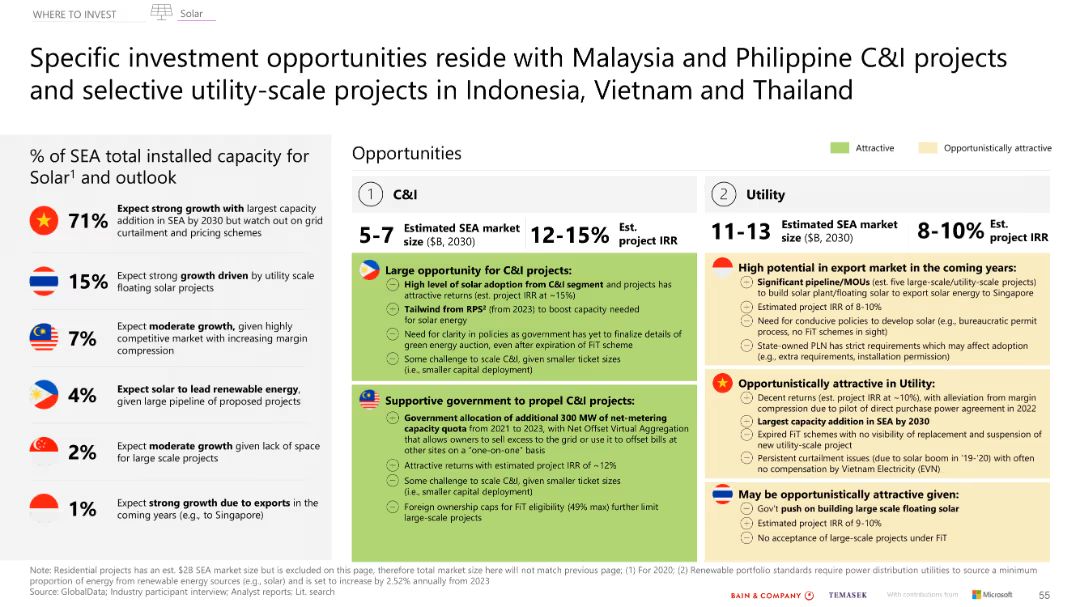 WHERE TO INVEST
Solar
Specific investment opportunities reside with Malaysia and Philippine C&I projects
and selective utility-scale projects in Indonesia, Vietnam and Thailand
% of SEA total installed capacity for
Solar¹ and outlook
71%
Expect strong growth with largest capacity
addition in SEA by 2030 but watch out on grid
curtailment and pricing schemes
15%
Expect strong growth driven by utility scale
floating solar projects
7%
Expect moderate growth, given highly
competitive market with increasing margin
compression
4%
Expect solar to lead renewable energy,
given large pipeline of proposed projects
2%
Expect moderate growth given lack of space
for large scale projects
1%
Expect strong growth due to exports in the
coming years (e.g., to Singapore)
Opportunities
Attractive
Opportunistically attractive
1 C&I
5-7 Estimated SEA market
size ($B, 2030)
12-15% Est.
project IRR
Large opportunity for C&I projects:
High level of solar adoption from C&I segment and projects has
attractive returns (est. project IRR at ~15%)
Tailwind from RPS² (from 2023) to boost capacity needed
for solar energy
Need for clarity in policies as government has yet to finalize details of
green energy auction, even after expiration of FiT scheme
Some challenge to scale C&I, given smaller ticket sizes
(i.e., smaller capital deployment)
Supportive government to propel C&I projects:
Government allocation of additional 300 MW of net-metering
capacity quota from 2021 to 2023, with Net Offset Virtual Aggregation
that allows owners to sell excess to the grid or use it to offset bills at
other sites on a "one-on-one" basis
Attractive returns with estimated project IRR of ~12%
Some challenge to scale C&I, given smaller ticket sizes
(i.e., smaller capital deployment)
Foreign ownership caps for FiT eligibility (49% max) further limit
large-scale projects
2 Utility
11-13 Estimated SEA market
size ($B, 2030)
8-10% Est.
project IRR
High potential in export market in the coming years:
Significant pipeline/MOUs (est. five large-scale/utility-scale projects)
to build solar plant/floating solar to export solar energy to Singapore
Estimated project IRR of 8-10%
Need for conducive policies to develop solar (e.g., bureaucratic permit
process, no FiT schemes in sight)
State-owned PLN has strict requirements which may affect adoption
(e.g., extra requirements, installation permission)
Opportunistically attractive in Utility:
Decent returns (est. project IRR at ~10%), with alleviation from margin
compression due to pilot of direct purchase power agreement in 2022
Largest capacity addition in SEA by 2030
Expired FiT schemes with no visibility of replacement and suspension of
new utility-scale project
Persistent curtailment issues (due to solar boom in '19-'20) with often
no compensation by Vietnam Electricity (EVN)
May be opportunistically attractive given:
Gov't push on building large scale floating solar
Estimated project IRR of 9-10%
No acceptance of large-scale projects under FiT
Note: Residential projects has an est. $2B SEA market size but is excluded on this page, therefore total market size here will not match previous page; (1) For 2020; (2) Renewable portfolio standards require power distribution utilities to source a minimum
proportion of energy from renewable energy sources (e.g., solar) and is set to increase by 2.52% annually from 2023
Source: GlobalData; Industry participant interview; Analyst reports; Lit. search
BAIN & COMPANY
TEMASEK
With contributions from
Microsoft
55